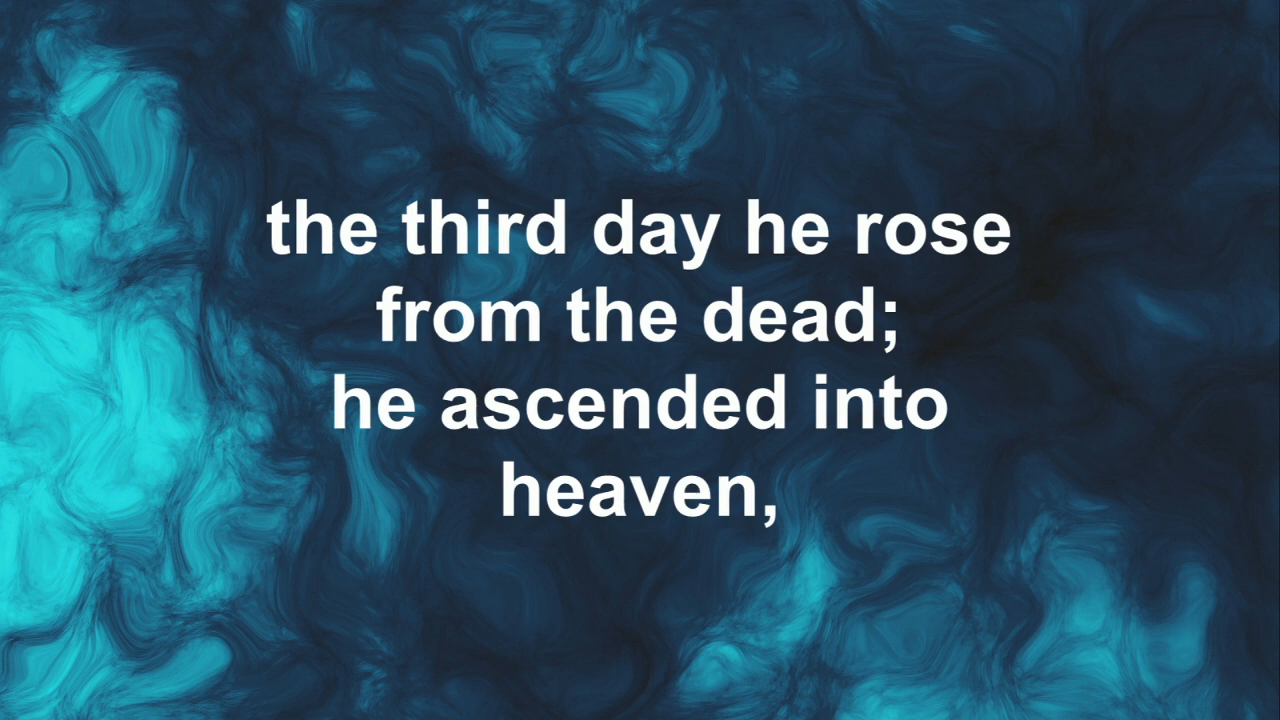 the third day he rose
from the dead;
he ascended into
heaven,